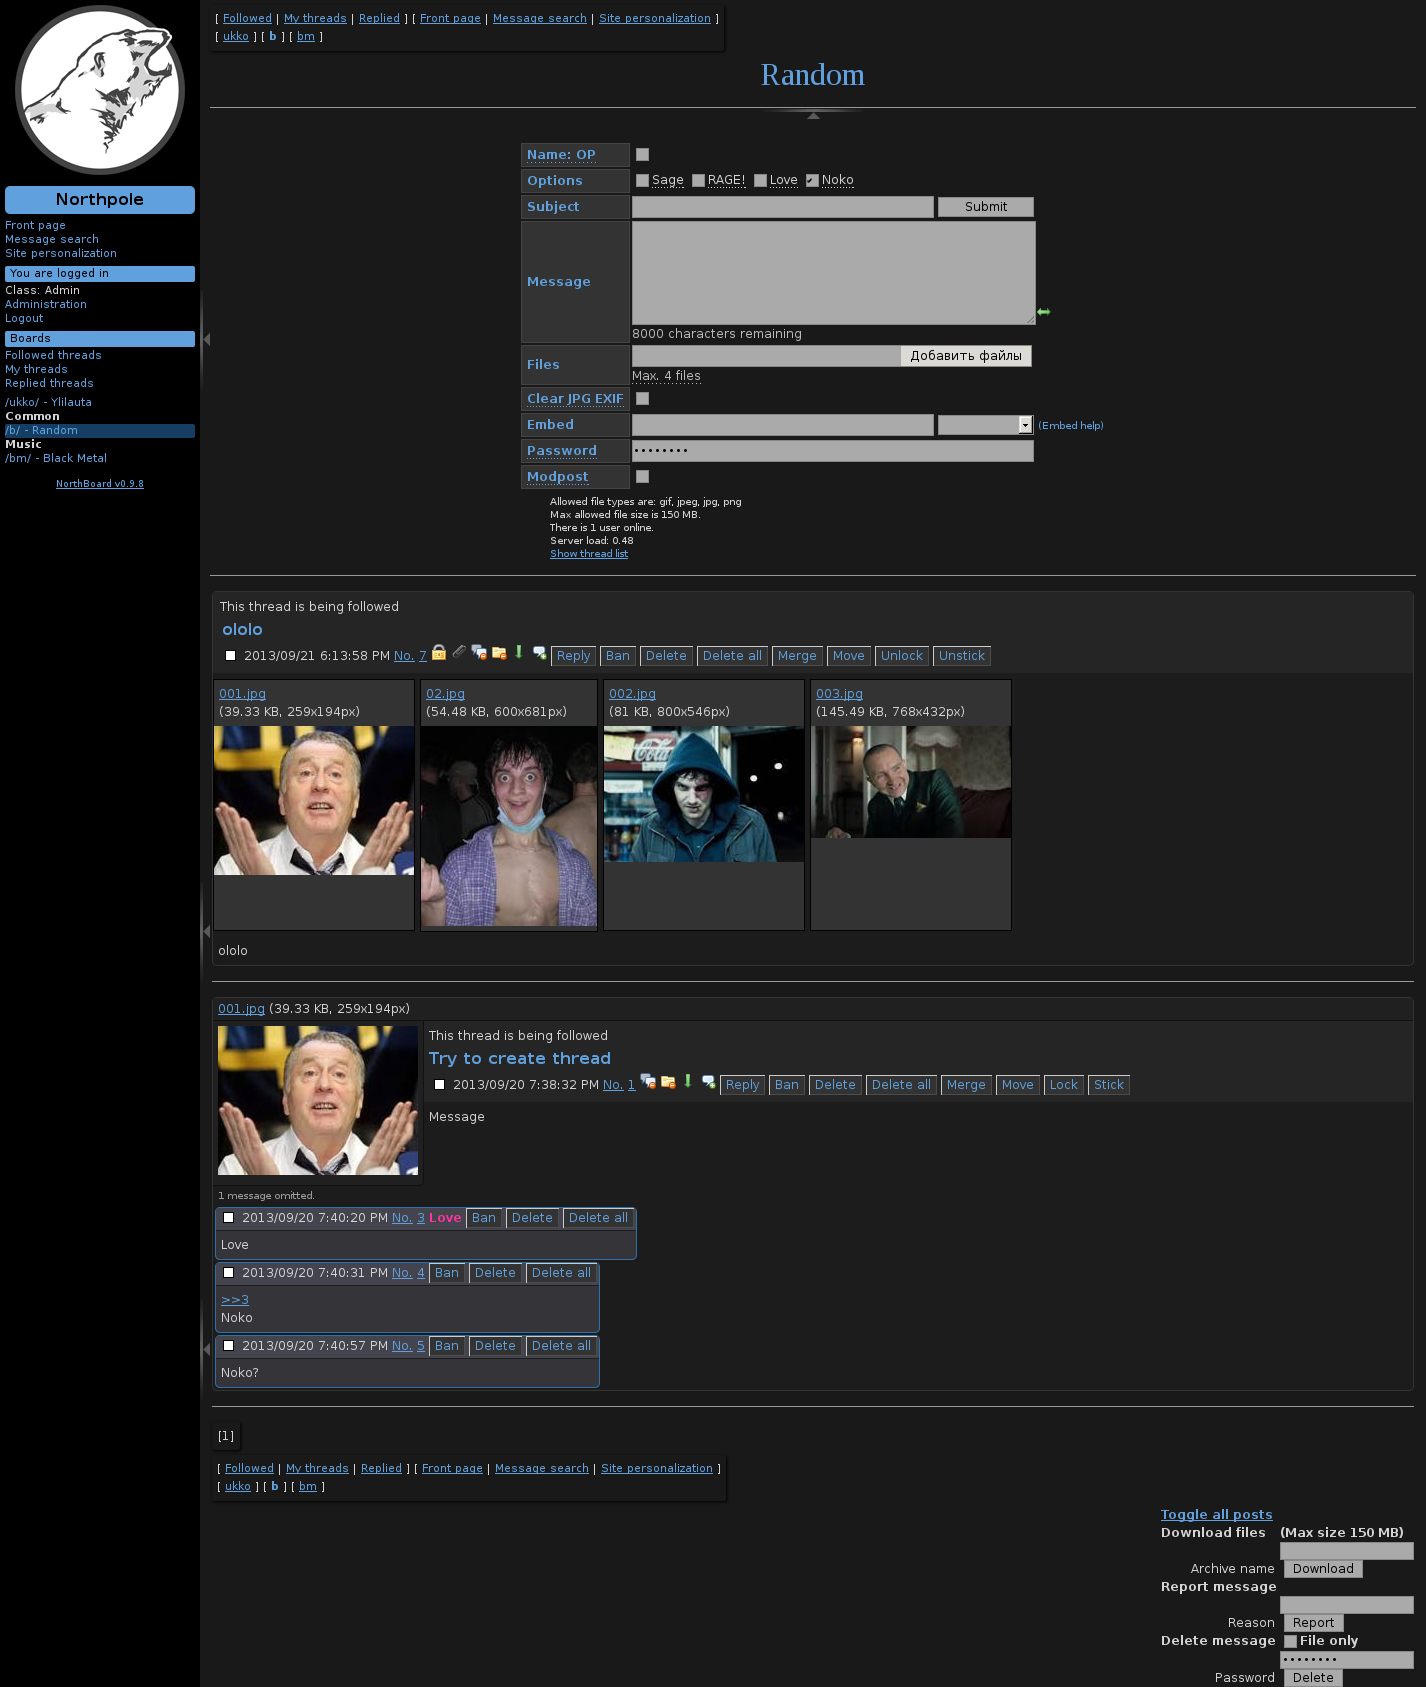 [ Followed | My threads | Replied ] [ Front page | Message search | Site personalization ]
[ ukko ] [ b ] [ bm ]
Random
Northpole
Front page
Message search
Site personalization
You are logged in
Class: Admin
Administration
Logout
Boards
Followed threads
My threads
Replied threads
/ukko/ - Ylilauta
Common
/b/ - Random
Music
/bm/ - Black Metal
NorthBoard v0.9.8
Name: OP
Options Sage RAGE! Love Noko
Subject Submit
Message
8000 characters remaining
Files Добавить файлы
Max. 4 files
Clear JPG EXIF
Embed (Embed help)
Password ••••••••
Modpost
Allowed file types are: gif, jpeg, jpg, png
Max allowed file size is 150 MB.
There is 1 user online.
Server load: 0.48
Show thread list
This thread is being followed
ololo
2013/09/21 6:13:58 PM No. 7 Reply Ban Delete Delete all Merge Move Unlock Unstick
001.jpg 02.jpg 002.jpg 003.jpg
(39.33 KB, 259x194px) (54.48 KB, 600x681px) (81 KB, 800x546px) (145.49 KB, 768x432px)
Coca
ololo
001.jpg (39.33 KB, 259x194px)
This thread is being followed
Try to create thread
2013/09/20 7:38:32 PM No. 1 Reply Ban Delete Delete all Merge Move Lock Stick
Message
1 message omitted.
2013/09/20 7:40:20 PM No. 3 Love Ban Delete Delete all
Love
2013/09/20 7:40:31 PM No. 4 Ban Delete Delete all
>>3
Noko
2013/09/20 7:40:57 PM No. 5 Ban Delete Delete all
Noko?
[1]
[ Followed | My threads | Replied ] [ Front page | Message search | Site personalization ]
[ ukko ] [ b ] [ bm ]
Toggle all posts
Download files (Max size 150 MB)
Archive name Download
Report message
Reason Report
Delete message File only
••••••••
Password Delete